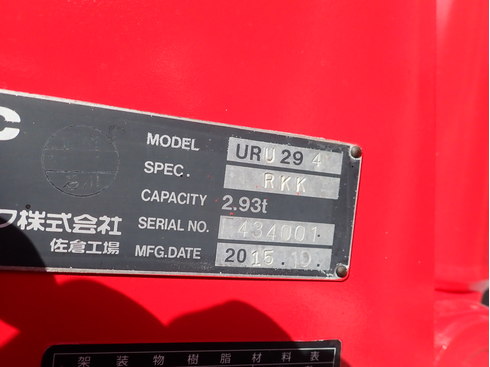 C
MODEL URU294
SPEC. RKK
CAPACITY 2.93t
SERIAL NO. 434001
MFG.DATE 2015.10.
ク株式会社
佐倉工場
架装物樹脂材料表